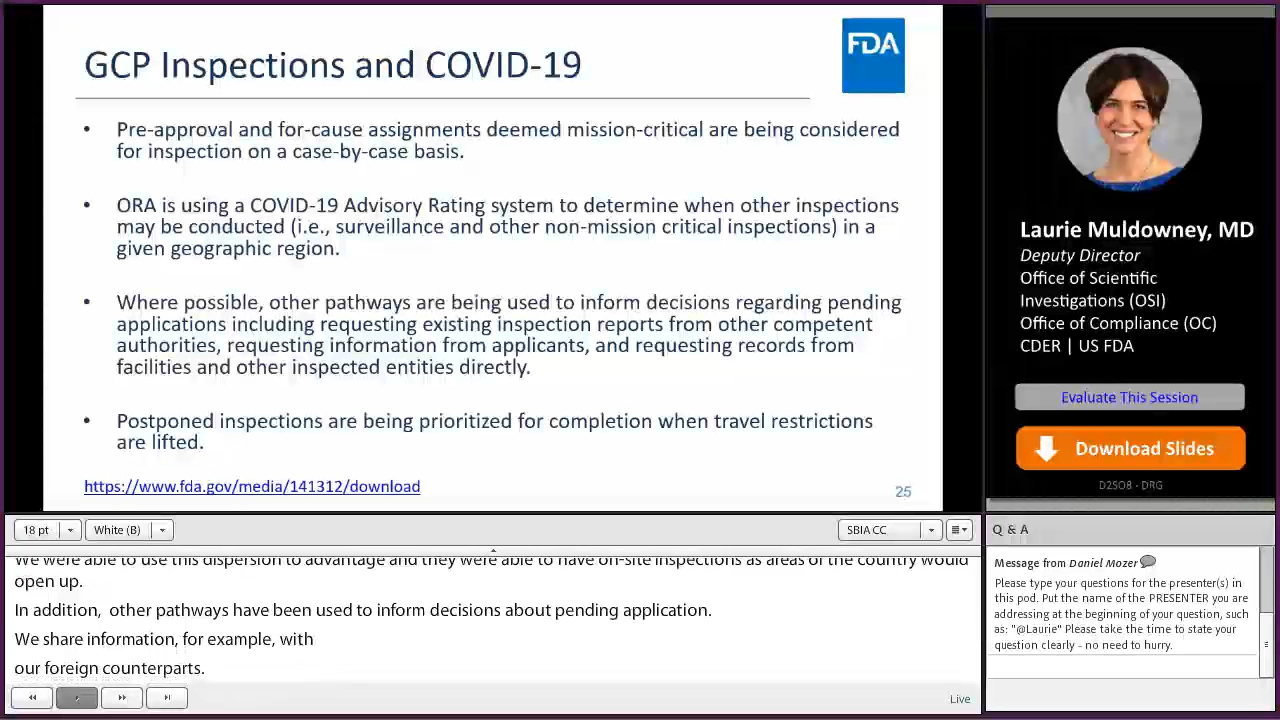 GCP Inspections and COVID-19
FDA
• Pre-approval and for-cause assignments deemed mission-critical are being considered
for inspection on a case-by-case basis.
• ORA is using a COVID-19 Advisory Rating system to determine when other inspections
may be conducted (i.e., surveillance and other non-mission critical inspections) in a
given geographic region.
• Where possible, other pathways are being used to inform decisions regarding pending
applications including requesting existing inspection reports from other competent
authorities, requesting information from applicants, and requesting records from
facilities and other inspected entities directly.
• Postponed inspections are being prioritized for completion when travel restrictions
are lifted.
https://www.fda.gov/media/141312/download
25
Laurie Muldowney, MD
Deputy Director
Office of Scientific
Investigations (OSI)
Office of Compliance (OC)
CDER | US FDA
Evaluate This Session
Download Slides
D2S08 - DRG
18 pt
White (B)
SBIA CC
We were able to use this dispersion to advantage and they were able to have on-site inspections as areas of the country would
open up.
In addition, other pathways have been used to inform decisions about pending application.
We share information, for example, with
our foreign counterparts.
Live
Q & A
Message from Daniel Mozer
Please type your questions for the presenter(s) in
this pod. Put the name of the PRESENTER you are
addressing at the beginning of your question, such
as: "@Laurie" Please take the time to state your
question clearly - no need to hurry.